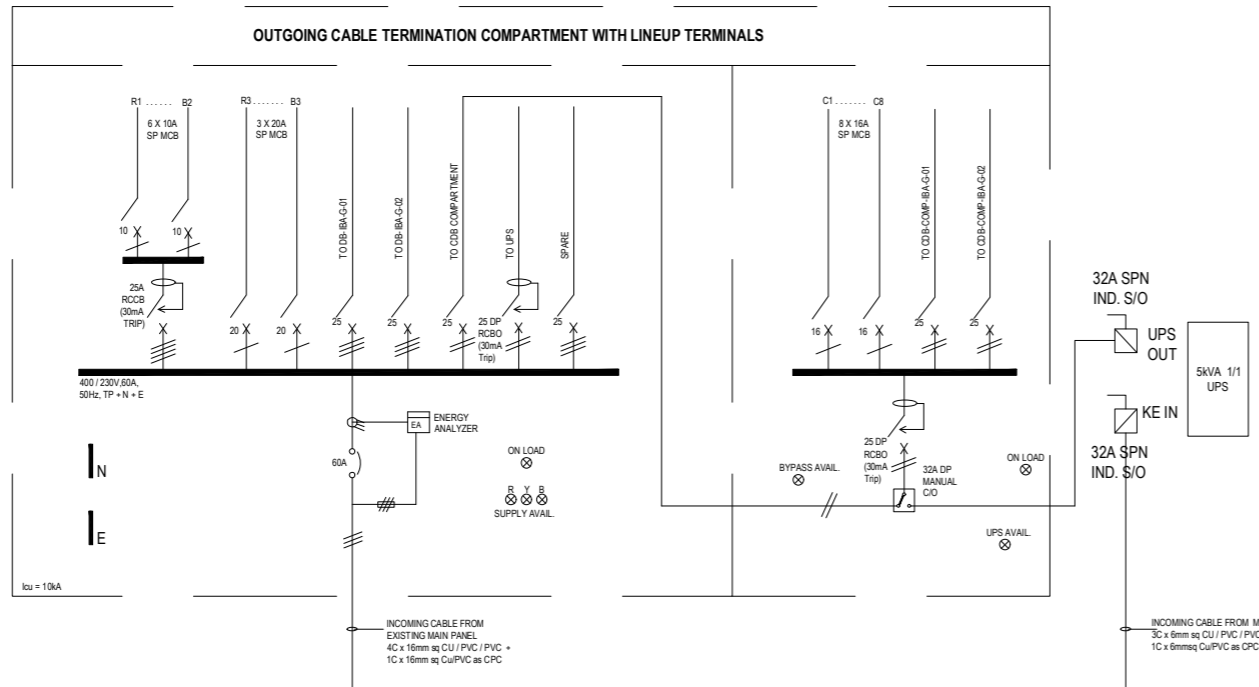 OUTGOING CABLE TERMINATION COMPARTMENT WITH LINEUP TERMINALS
R1 ...... B2
6 X 10A
SP MCB
R3....... B3
3 X 20A
SP MCB
TO DB-IBA-G-01
TO DB-IBA-G-02
TO CDB COMPARTMENT
TO UPS
SPARE
C1........ C8
8 X 16A
SP MCB
TO CDB-COMP-IBA-G-01
TO CDB-COMP-IBA-G-02
10
10
25A
RCCB
(30mA
TRIP)
20
20
25
25
25
25 DP
RCBO
(30mA
Trip)
25
16
16
25
25
400 / 230V,60A,
50Hz, TP + N + E
EA
ENERGY
ANALYZER
60A
ON LOAD
R Y B
SUPPLY AVAIL.
N
E
Icu = 10kA
25 DP
RCBO
(30mA
Trip)
BYPASS AVAIL.
32A DP
MANUAL
C/O
ON LOAD
UPS AVAIL.
32A SPN
IND. S/O
UPS
OUT
5kVA 1/1
UPS
KE IN
32A SPN
IND. S/O
INCOMING CABLE FROM
EXISTING MAIN PANEL
4C x 16mm sq CU / PVC / PVC +
1C x 16mm sq Cu/PVC as CPC
INCOMING CABLE FROM M
3C x 6mm sq CU / PVC / PVC
1C x 6mmsq Cu/PVC as CPC